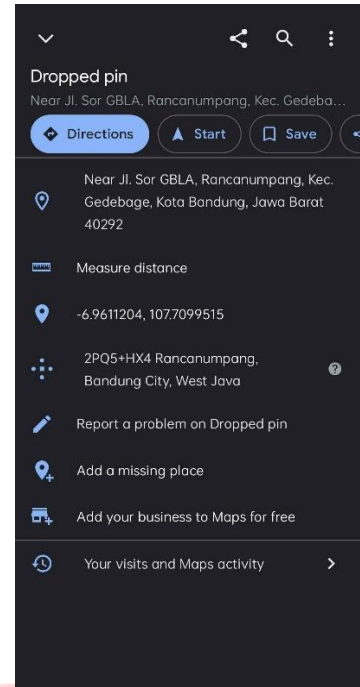 Dropped pin
Near Jl. Sor GBLA, Rancanumpang, Kec. Gedeba...
Directions
Start
Save
Near Jl. Sor GBLA, Rancanumpang, Kec.
Gedebage, Kota Bandung, Jawa Barat
40292
Measure distance
-6.9611204, 107.7099515
2PQ5+HX4 Rancanumpang,
Bandung City, West Java
Report a problem on Dropped pin
Add a missing place
Add your business to Maps for free
Your visits and Maps activity